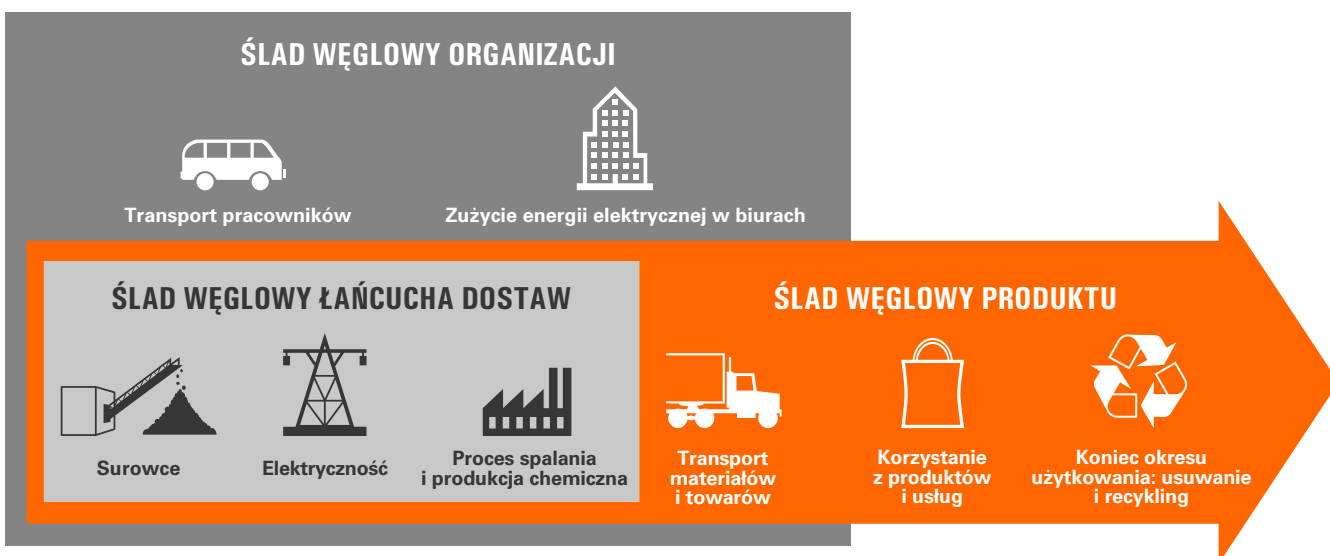 ŚLAD WĘGLOWY ORGANIZACJI
Transport pracowników
Zużycie energii elektrycznej w biurach
ŚLAD WĘGLOWY ŁAŃCUCHA DOSTAW
Surowce
Elektryczność
Proces spalania
i produkcja chemiczna
ŚLAD WĘGLOWY PRODUKTU
Transport
materiałów
i towarów
Korzystanie
z produktów
i usług
Koniec okresu
użytkowania: usuwanie
i recykling